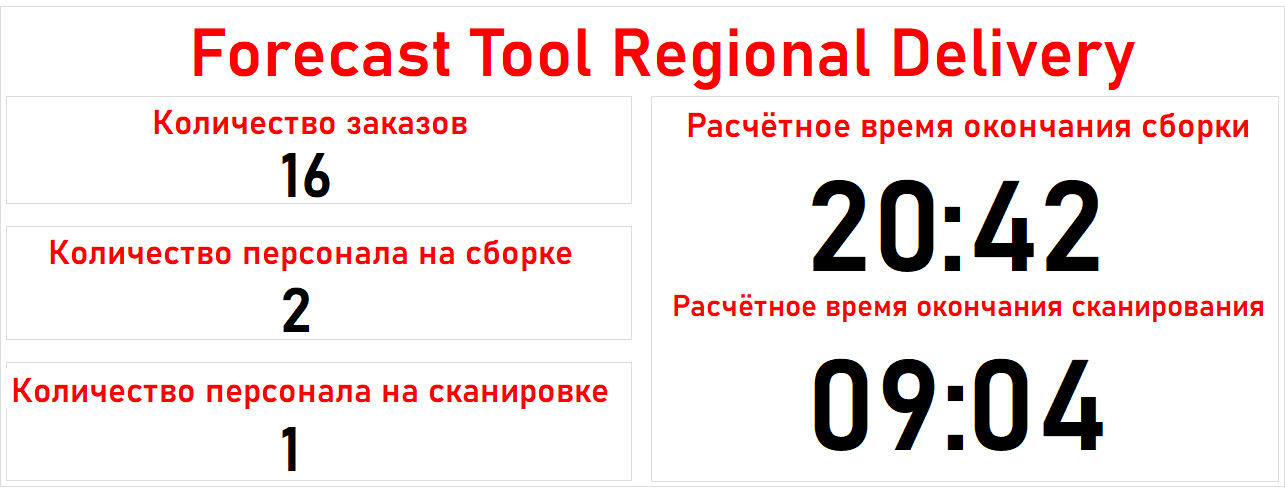 Forecast Tool Regional Delivery
Количество заказов
16
Количество персонала на сборке
2
Количество персонала на сканировке
1
Расчётное время окончания сборки
20:42
Расчётное время окончания сканирования
09:04